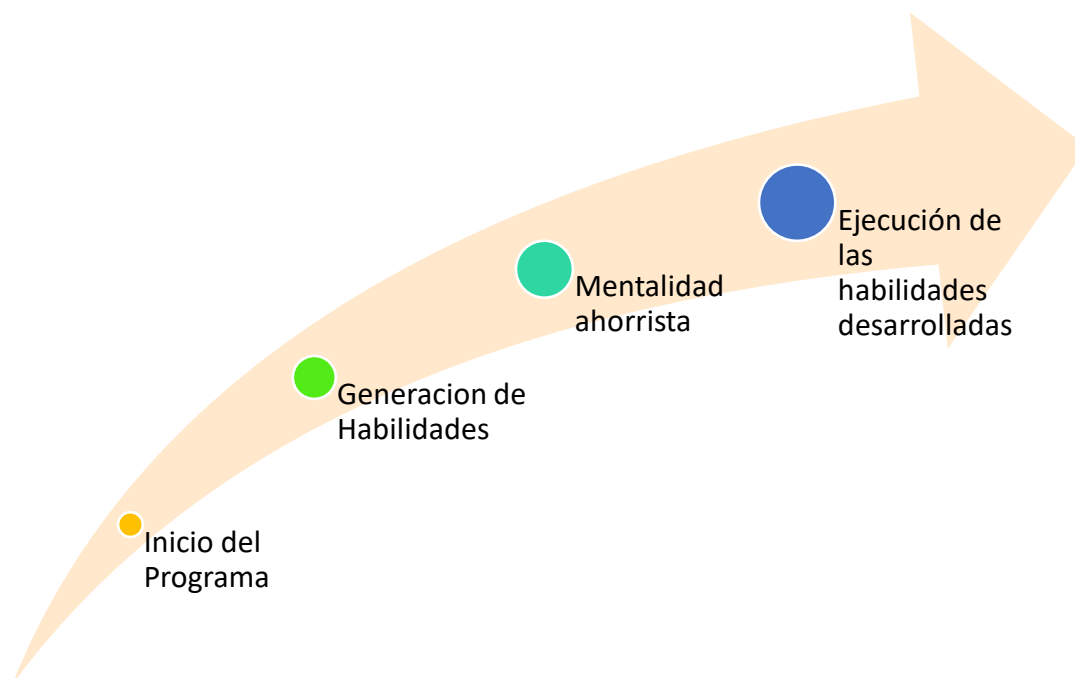 Inicio del
Programa
Generacion de
Habilidades
Mentalidad
ahorrista
Ejecución de
las
habilidades
desarrolladas